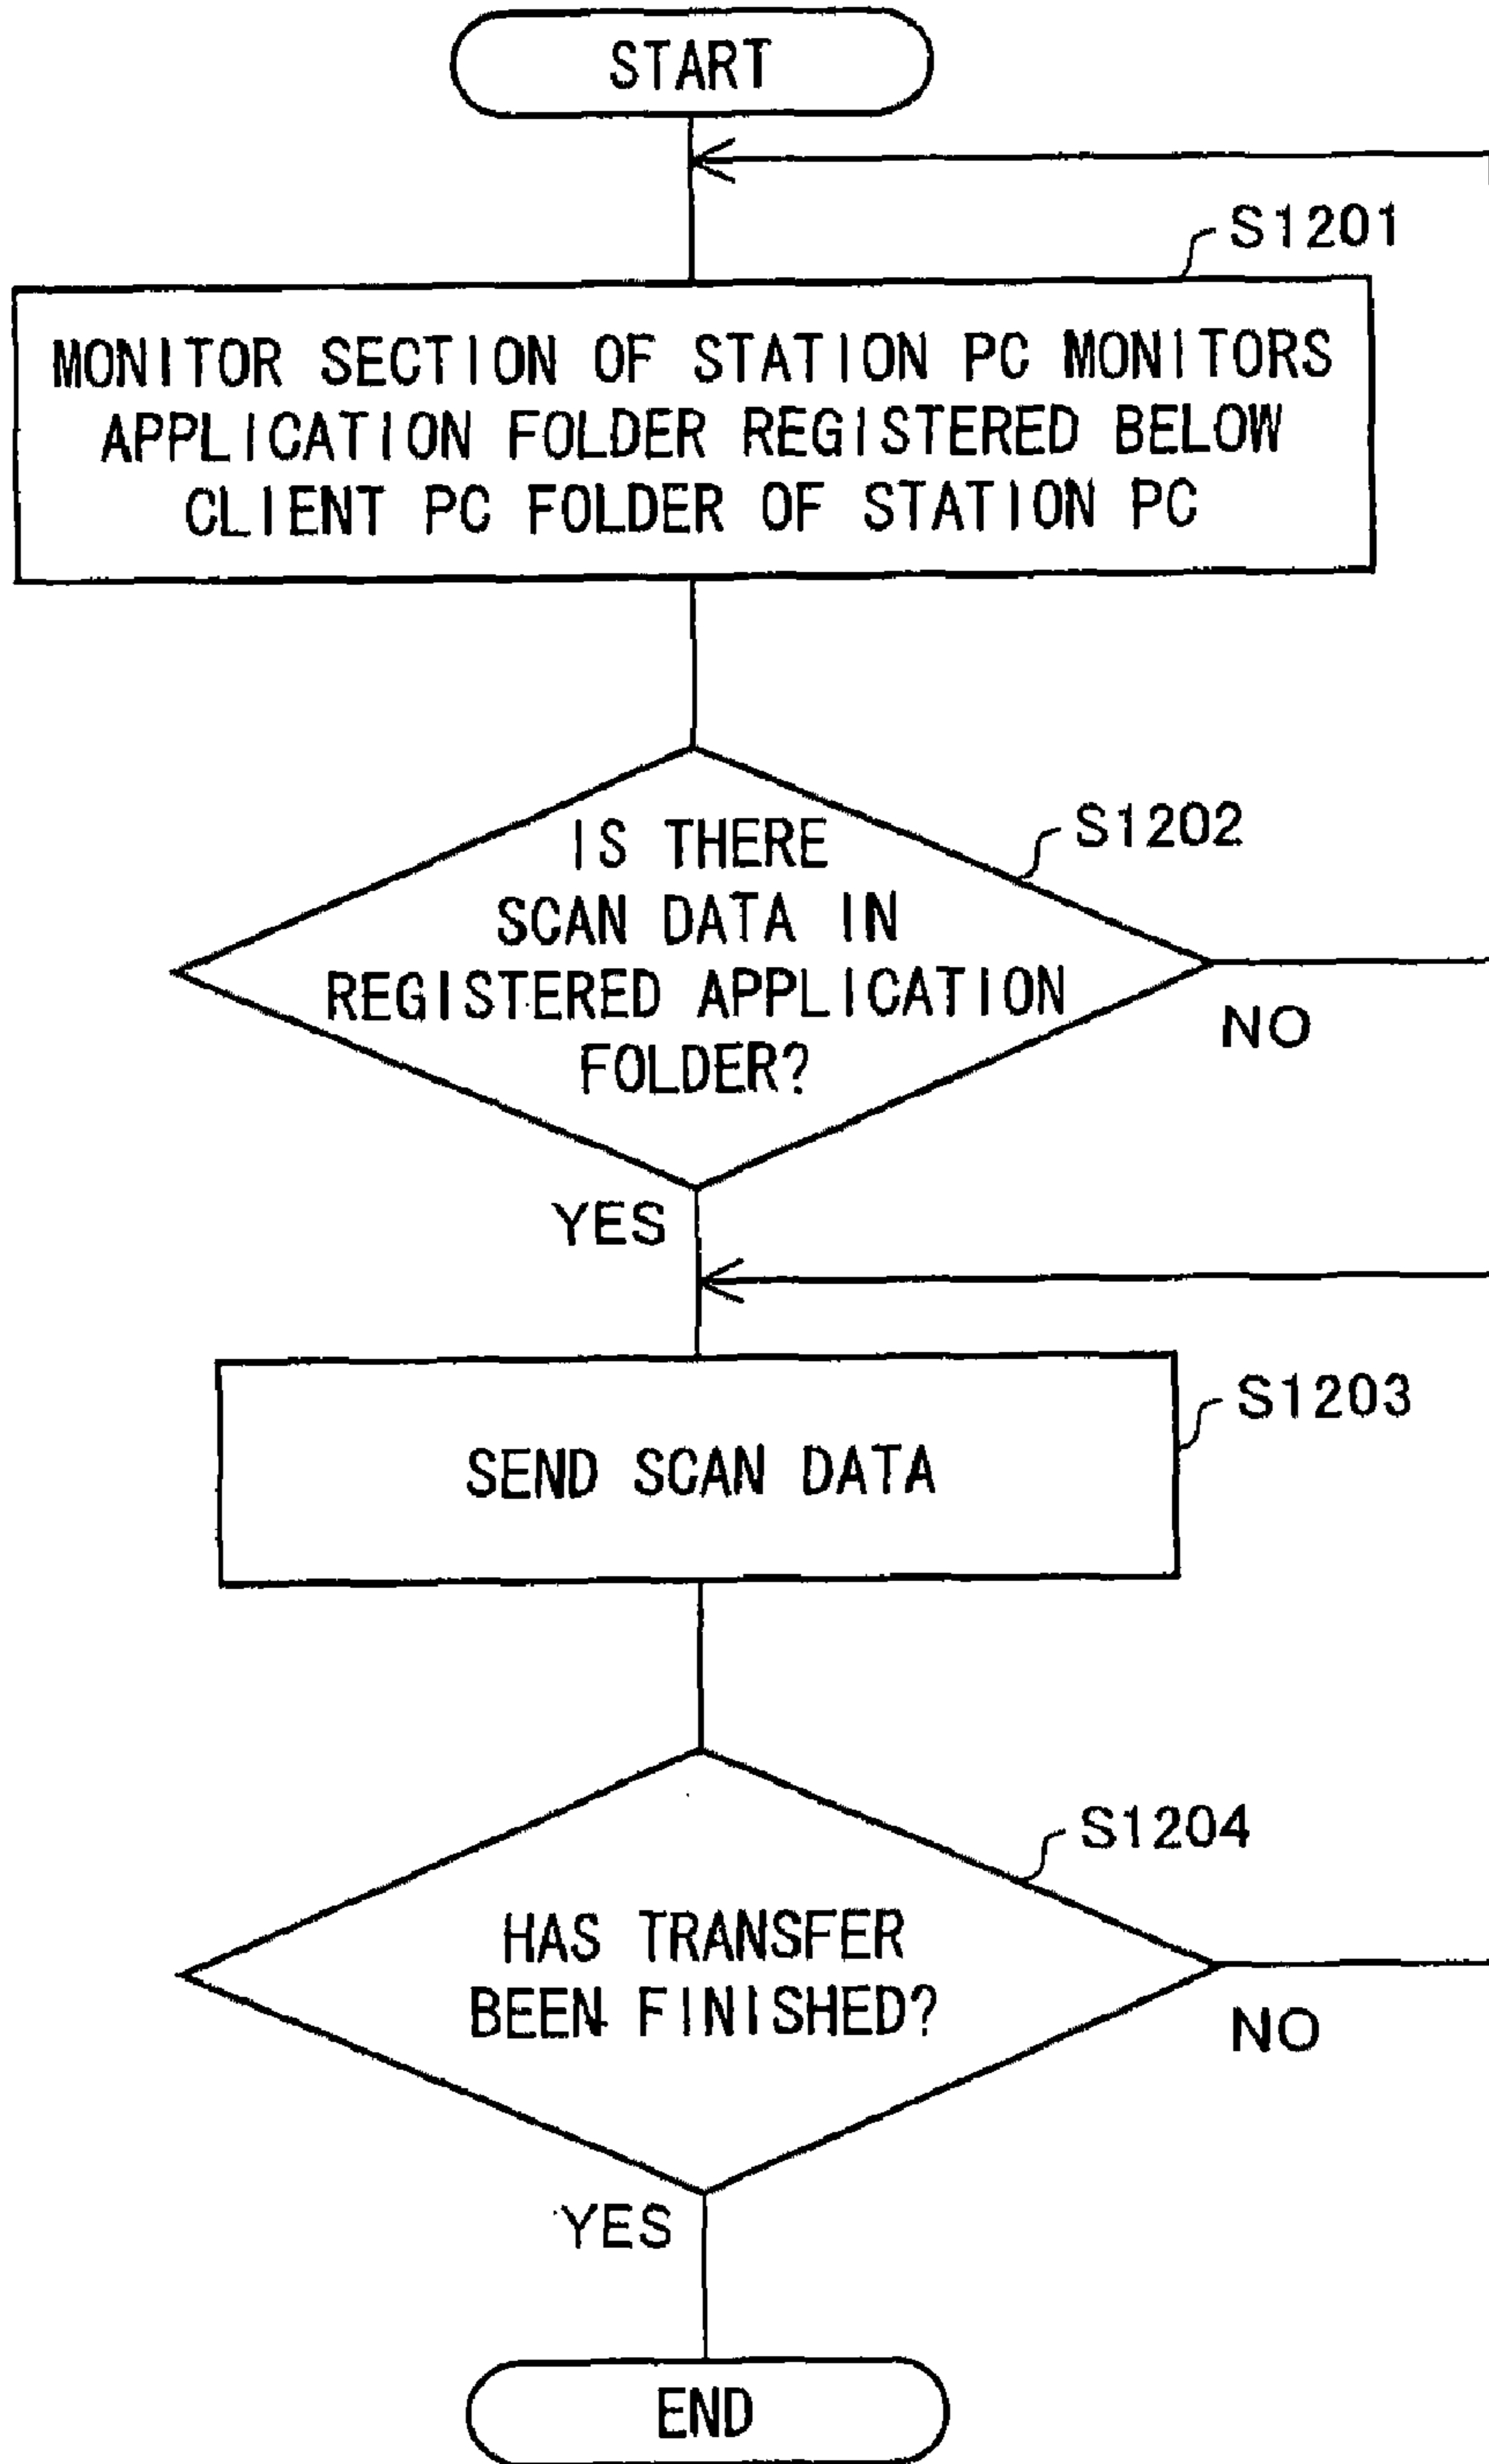 START
S1201
MONITOR SECTION OF STATION PC MONITORS
APPLICATION FOLDER REGISTERED BELOW
CLIENT PC FOLDER OF STATION PC
S1202
IS THERE
SCAN DATA IN
REGISTERED APPLICATION
FOLDER?
NO
YES
S1203
SEND SCAN DATA
S1204
HAS TRANSFER
BEEN FINISHED?
NO
YES
END